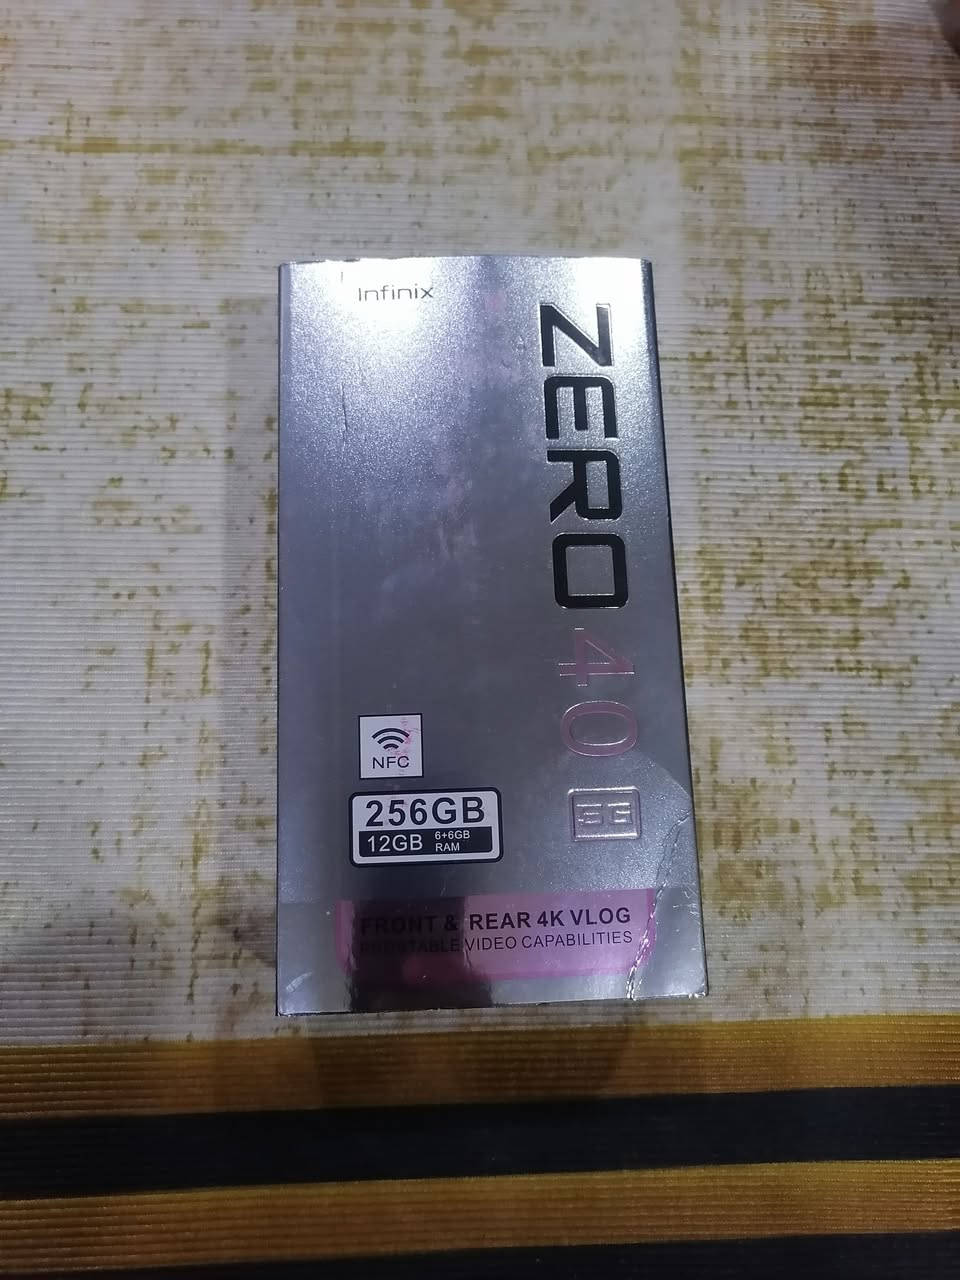 Infinix
ZERO 40
5G
NFC
256GB
12GB 6+6GB
RAM
FRONT & REAR 4K VLOG
VIDEO CAPABILITIES